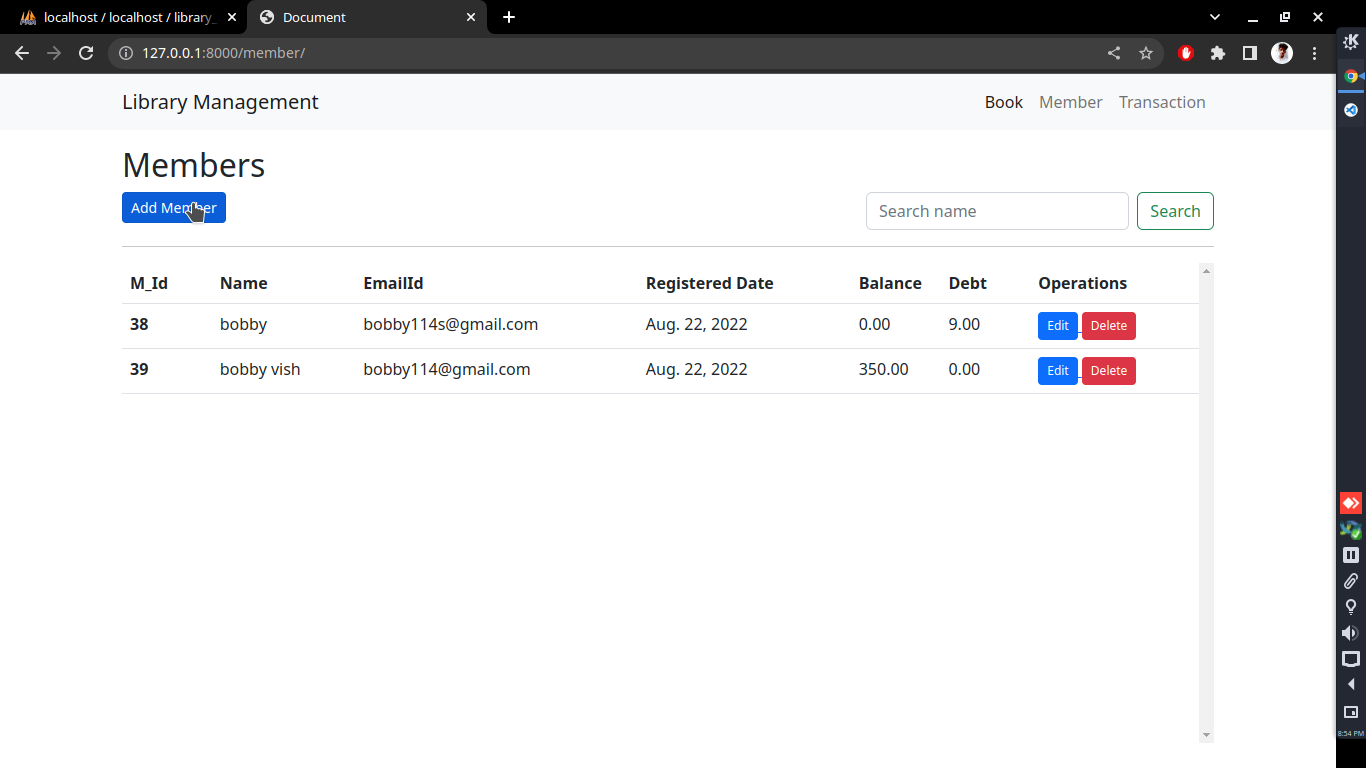 localhost / localhost / library_
Document
127.0.0.1:8000/member/
Library Management
Book Member Transaction
Members
Add Member
Search name
Search
M_Id Name EmailId Registered Date Balance Debt Operations
38 bobby bobby114s@gmail.com Aug. 22, 2022 0.00 9.00 Edit Delete
39 bobby vish bobby114@gmail.com Aug. 22, 2022 350.00 0.00 Edit Delete
8:54 PM